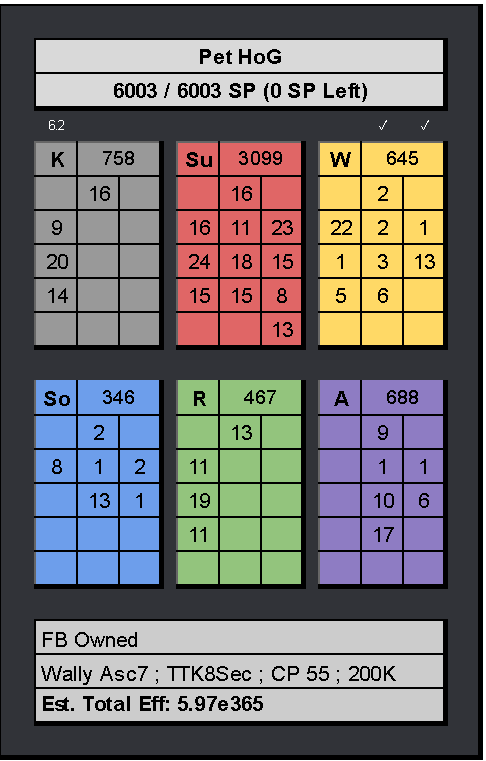 Pet HoG
6003 / 6003 SP (0 SP Left)
6.2 ✓ ✓
K 758 Su 3099 W 645
16 16 2
9 16 11 23 22 2 1
20 24 18 15 1 3 13
14 15 15 8 5 6
13
So 346 R 467 A 688
2 13 9
8 1 2 11 1 1
13 1 19 10 6
11 17
FB Owned
Wally Asc7 ; TTK8Sec ; CP 55 ; 200K
Est. Total Eff: 5.97e365